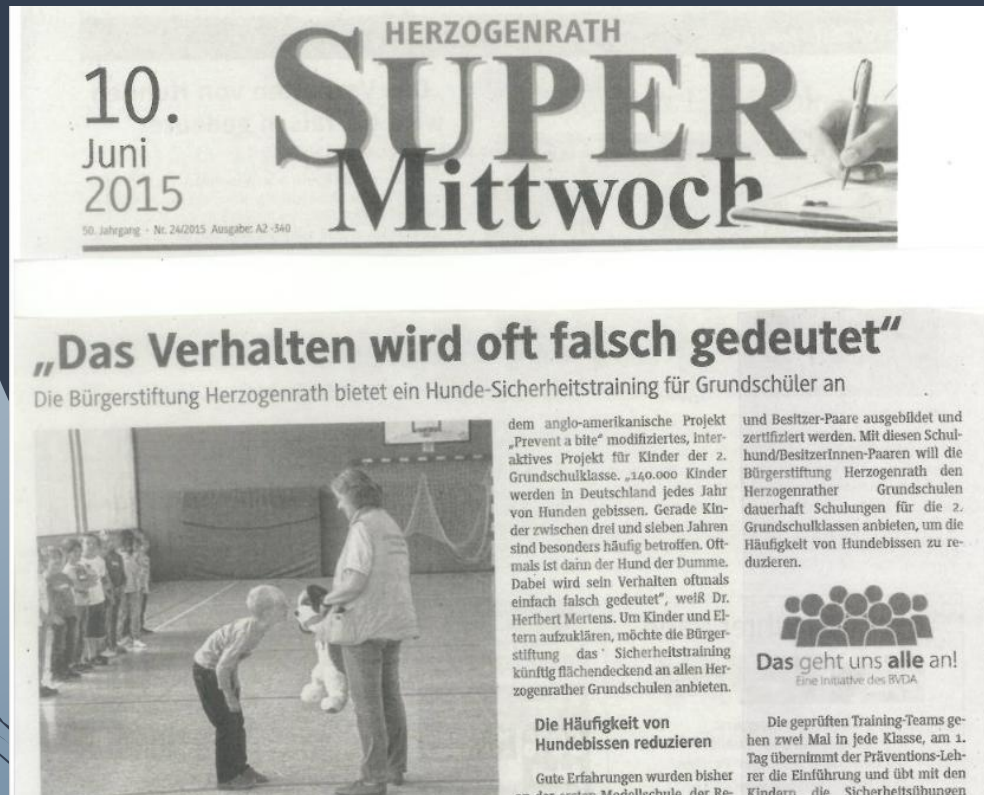 HERZOGENRATH
SUPER
Mittwoch
10.
Juni
2015
50. Jahrgang - Nr. 24/2015 Ausgabe: A2 -340
„Das Verhalten wird oft falsch gedeutet“
Die Bürgerstiftung Herzogenrath bietet ein Hunde-Sicherheitstraining für Grundschüler an
dem anglo-amerikanische Projekt
„Prevent a bite“ modifiziertes, inter-
aktives Projekt für Kinder der 2.
Grundschulklasse. „140.000 Kinder
werden in Deutschland jedes Jahr
von Hunden gebissen. Gerade Kin-
der zwischen drei und sieben Jahren
sind besonders häufig betroffen. Oft-
mals ist dann der Hund der Dumme.
Dabei wird sein Verhalten oftmals
einfach falsch gedeutet“, weiß Dr.
Heribert Mertens. Um Kinder und El-
tern aufzuklären, möchte die Bürger-
stiftung das Sicherheitstraining
künftig flächendeckend an allen Her-
zogenrather Grundschulen anbieten.
Die Häufigkeit von
Hundebissen reduzieren
Gute Erfahrungen wurden bisher
an der ersten Modellschule, der Re-
und Besitzer-Paare ausgebildet und
zertifiziert werden. Mit diesen Schul-
hund/BesitzerInnen-Paaren will die
Bürgerstiftung Herzogenrath den
Herzogenrather Grundschulen
dauerhaft Schulungen für die 2.
Grundschulklassen anbieten, um die
Häufigkeit von Hundebissen zu re-
duzieren.
Das geht uns alle an!
Eine Initiative des BVDA
Die geprüften Training-Teams ge-
hen zwei Mal in jede Klasse, am 1.
Tag übernimmt der Präventions-Leh-
rer die Einführung und übt mit den
Kindern die Sicherheitsübungen